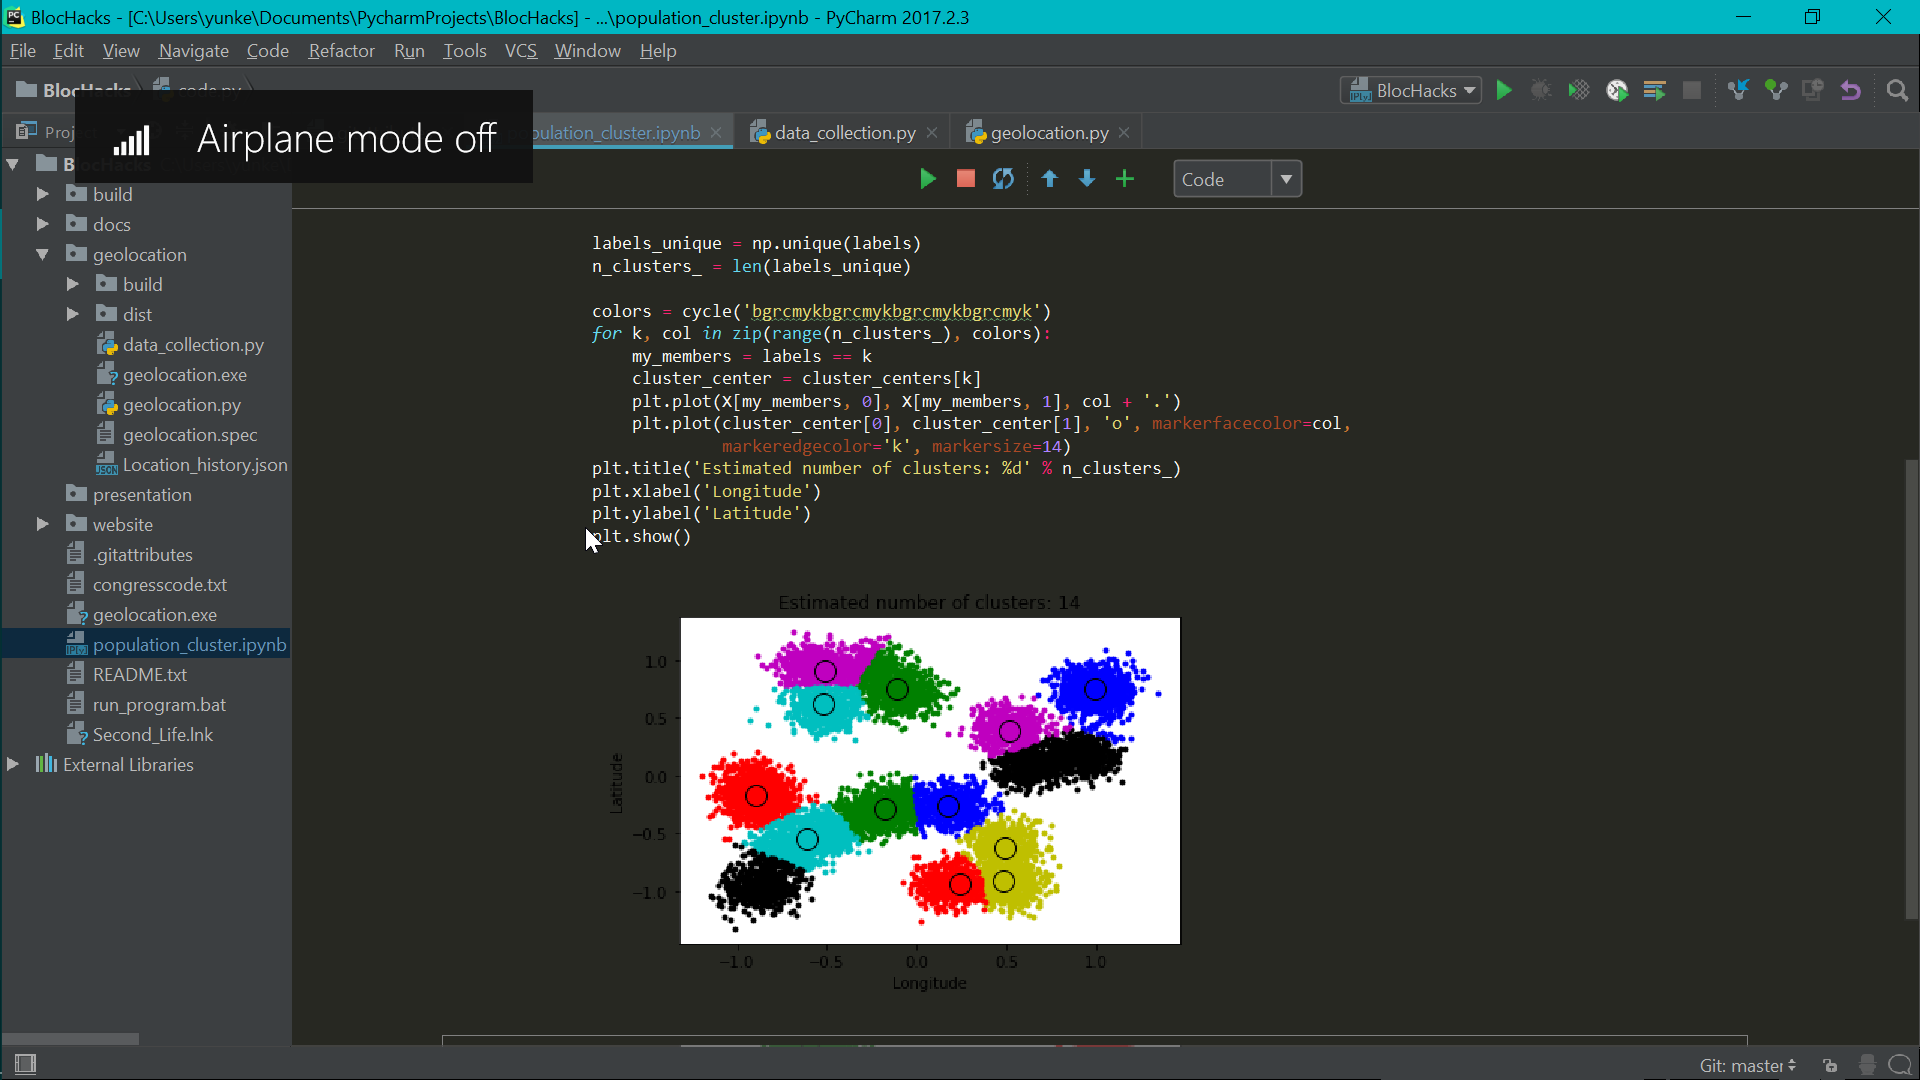 BlocHacks - [C:\Users\yunke\Documents\PycharmProjects\BlocHacks] - ...\population_cluster.ipynb - PyCharm 2017.2.3
File Edit View Navigate Code Refactor Run Tools VCS Window Help
BlocHacks
Airplane mode off
pulation_cluster.ipynb
data_collection.py
geolocation.py
BlocHacks
Code
build
docs
geolocation
build
dist
data_collection.py
geolocation.exe
geolocation.py
geolocation.spec
Location_history.json
presentation
website
.gitattributes
congresscode.txt
geolocation.exe
population_cluster.ipynb
README.txt
run_program.bat
Second_Life.lnk
External Libraries
labels_unique = np.unique(labels)
n_clusters_ = len(labels_unique)
colors = cycle('bgrcmykbgrcmykbgrcmykbgrcmyk')
for k, col in zip(range(n_clusters_), colors):
my_members = labels == k
cluster_center = cluster_centers[k]
plt.plot(X[my_members, 0], X[my_members, 1], col + '.')
plt.plot(cluster_center[0], cluster_center[1], 'o', markerfacecolor=col,
markeredgecolor='k', markersize=14)
plt.title('Estimated number of clusters: %d' % n_clusters_)
plt.xlabel('Longitude')
plt.ylabel('Latitude')
plt.show()
Estimated number of clusters: 14
1.0
0.5
0.0
−0.5
−1.0
Latitude
−1.0 −0.5 0.0 0.5 1.0
Longitude
Git: master